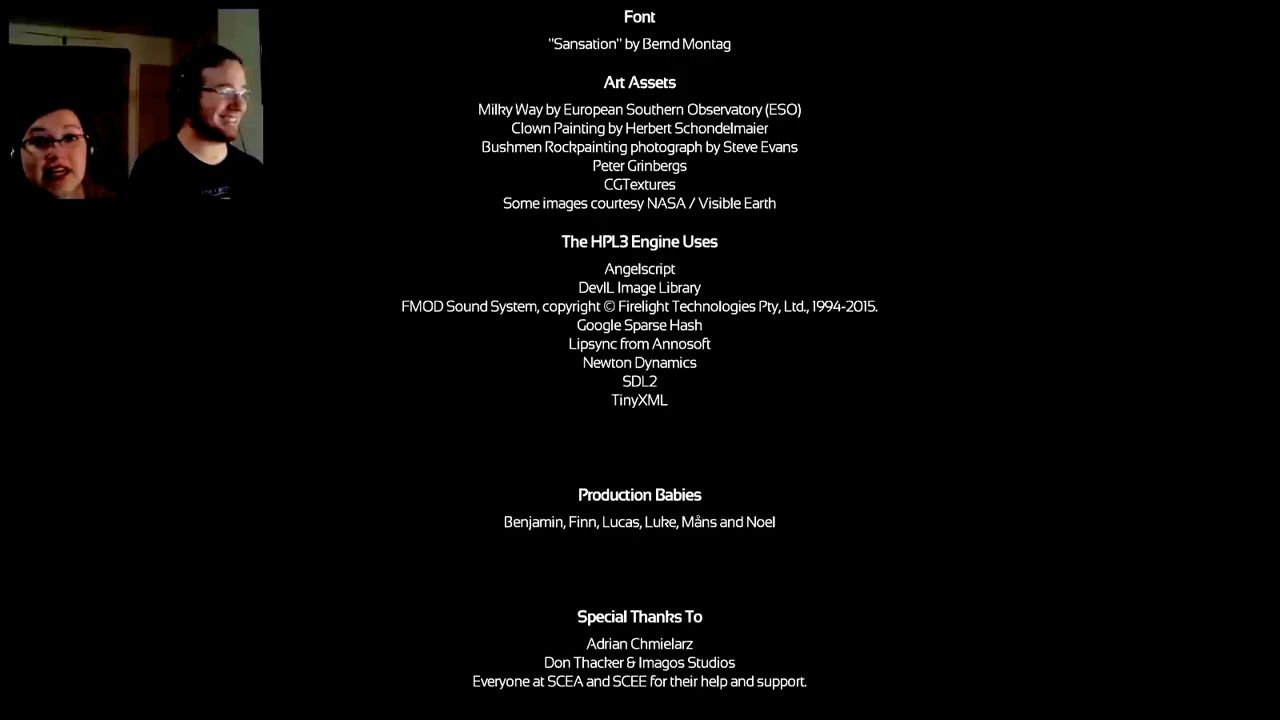 Font
"Sansation" by Bernd Montag
Art Assets
Milky Way by European Southern Observatory (ESO)
Clown Painting by Herbert Schondelmaier
Bushmen Rockpainting photograph by Steve Evans
Peter Grinbergs
CGTextures
Some images courtesy NASA / Visible Earth
The HPL3 Engine Uses
Angelscript
DevIL Image Library
FMOD Sound System, copyright © Firelight Technologies Pty, Ltd., 1994-2015.
Google Sparse Hash
Lipsync from Annosoft
Newton Dynamics
SDL2
TinyXML
Production Babies
Benjamin, Finn, Lucas, Luke, Måns and Noel
Special Thanks To
Adrian Chmielarz
Don Thacker & Imagos Studios
Everyone at SCEA and SCEE for their help and support.